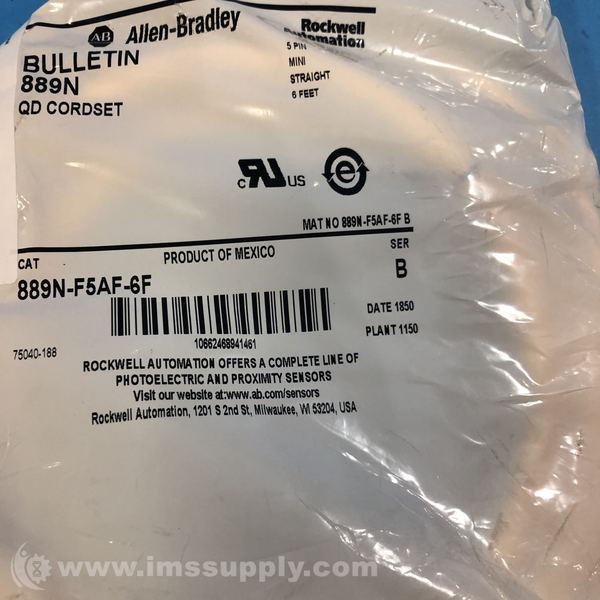 AB Allen-Bradley
Rockwell
Automation
BULLETIN
889N
QD CORDSET
5 PIN
MINI
STRAIGHT
6 FEET
c RU US
e
MAT NO 889N-F5AF-6F B
CAT
PRODUCT OF MEXICO
SER
889N-F5AF-6F
B
DATE 1850
10662468941461
PLANT 1150
75040-168
ROCKWELL AUTOMATION OFFERS A COMPLETE LINE OF
PHOTOELECTRIC AND PROXIMITY SENSORS
Visit our website at:www.ab.com/sensors
Rockwell Automation, 1201 S 2nd St, Milwaukee, WI 53204, USA
www.imssupply.com/